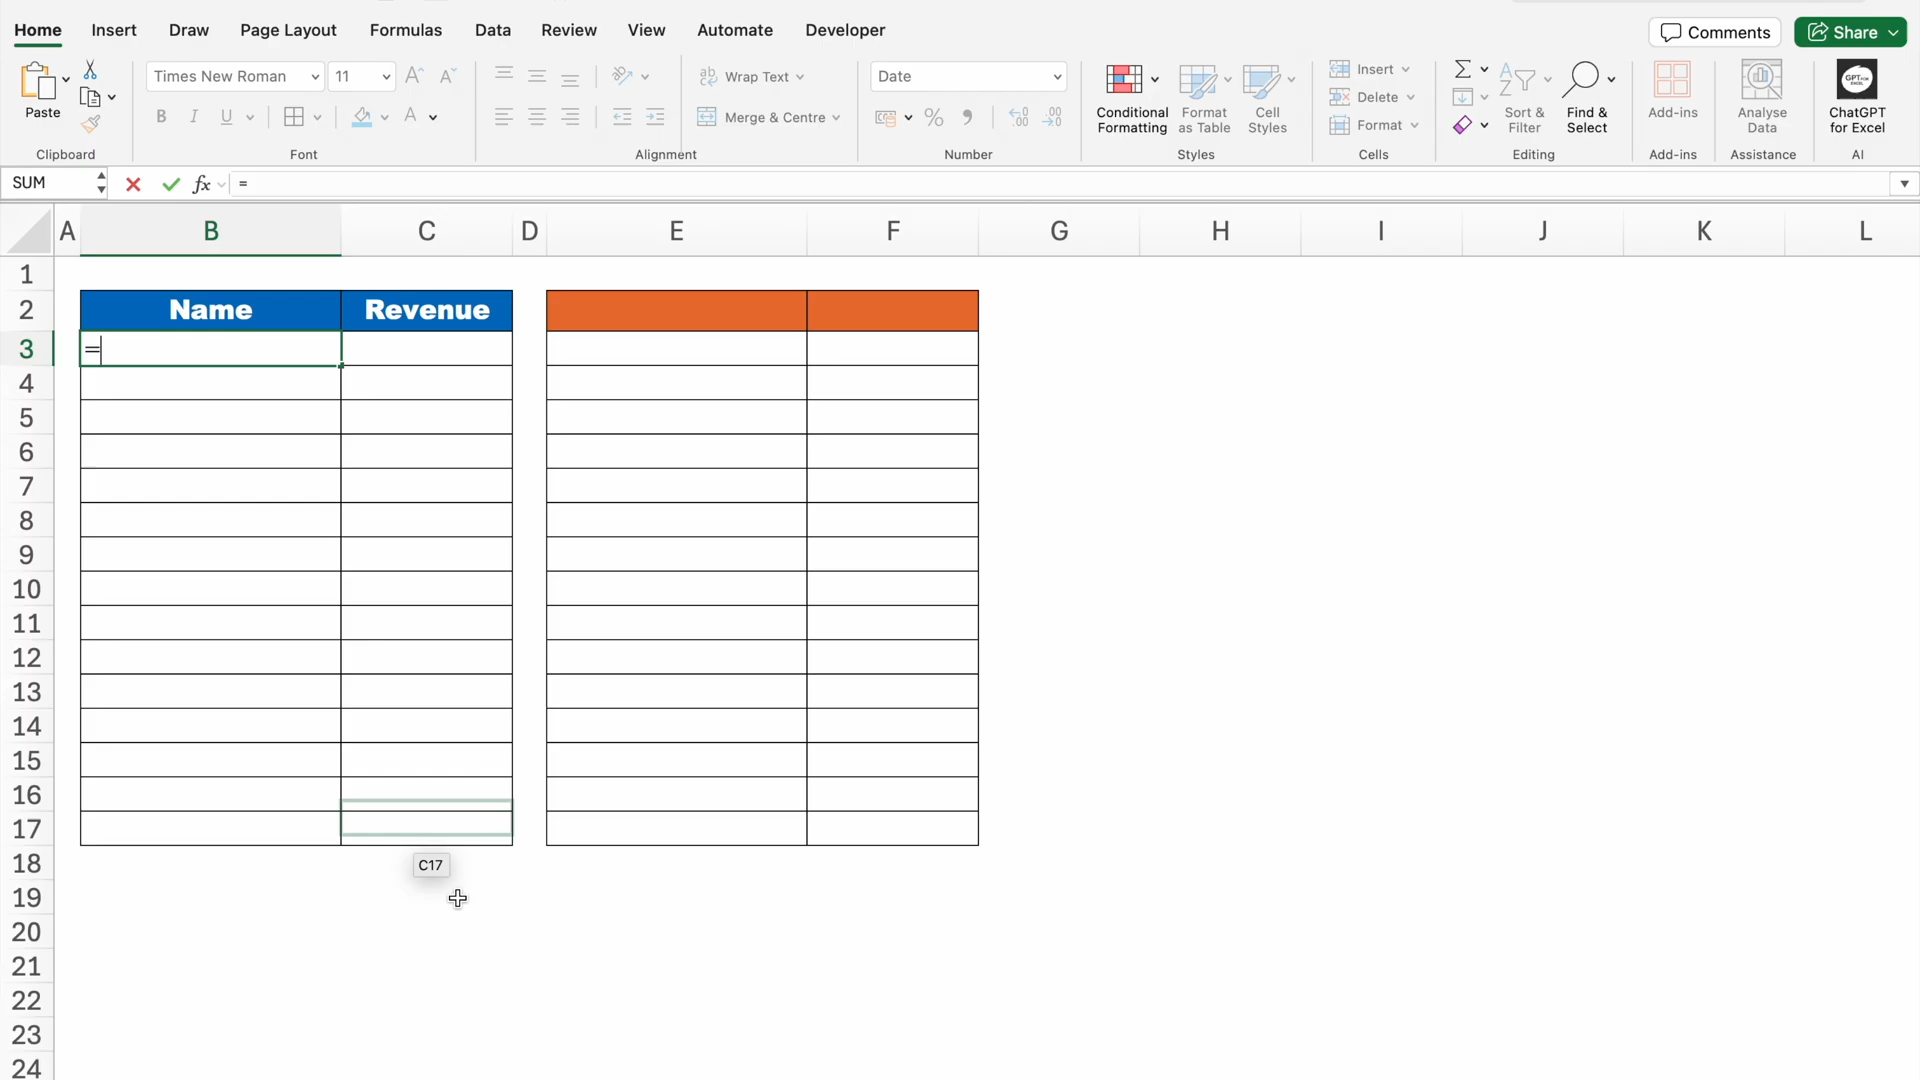 Home Insert Draw Page Layout Formulas Data Review View Automate Developer Comments Share
Times New Roman 11 Wrap Text Date Insert
Paste B I U Merge & Centre % Conditional Formatting Format as Table Cell Styles Delete Format Sort & Filter Find & Select Add-ins Analyse Data GPT FOR EXCEL ChatGPT for Excel
Clipboard Font Alignment Number Styles Cells Editing Add-ins Assistance AI
SUM fx =
A B C D E F G H I J K L
1
2 Name Revenue
3 =
4
5
6
7
8
9
10
11
12
13
14
15
16
17
18 C17
19
20
21
22
23
24